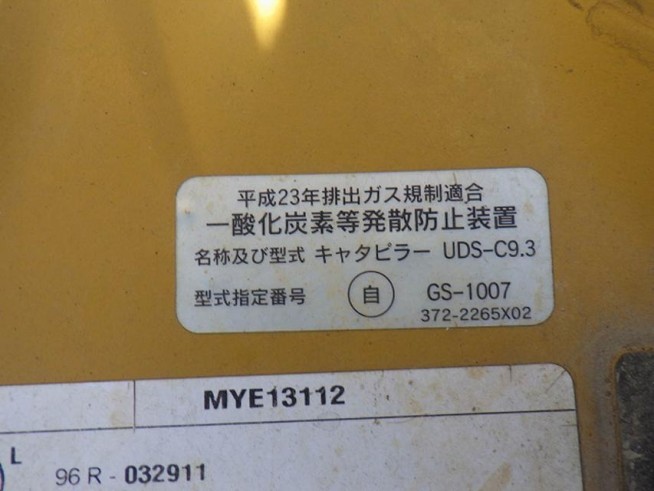 平成23年排出ガス規制適合
一酸化炭素等発散防止装置
名称及び型式 キャタピラー UDS-C9.3
型式指定番号 自 GS-1007
372-2265X02
MYE13112
L
96 R - 032911